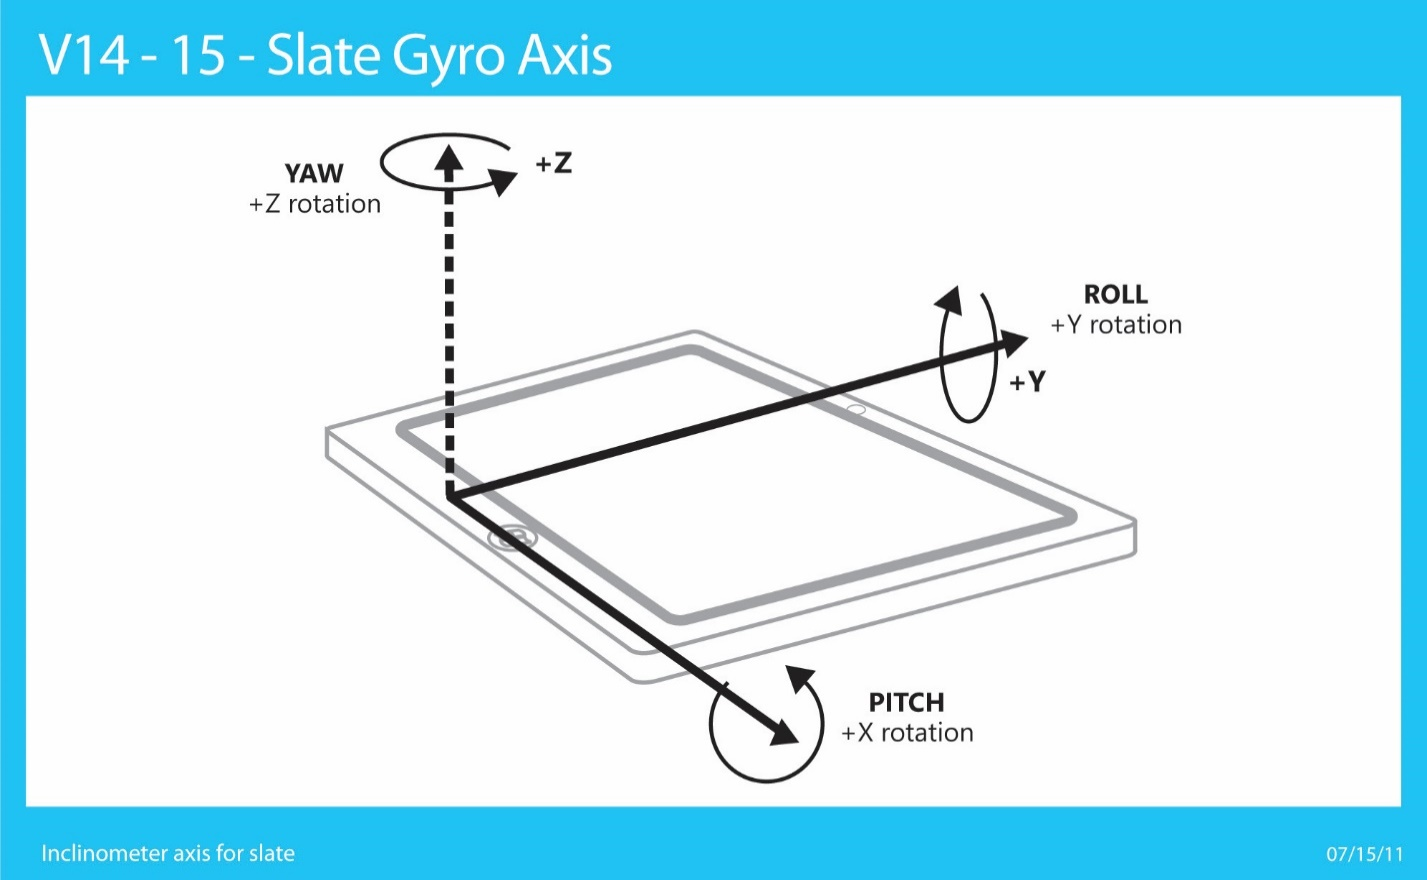 V14 - 15 - Slate Gyro Axis
YAW
+Z rotation
+Z
ROLL
+Y rotation
+Y
PITCH
+X rotation
Inclinometer axis for slate
07/15/11